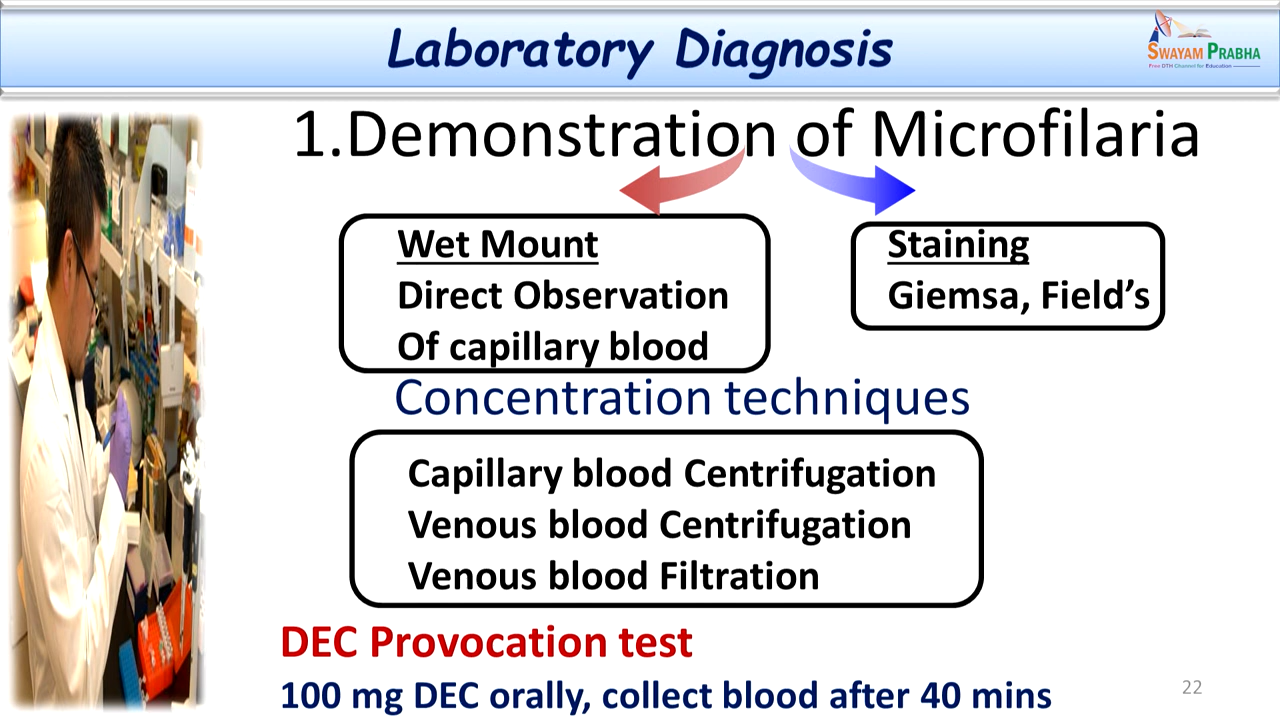 Laboratory Diagnosis
SWAYAM PRABHA
Free DTH Channel for Education
1.Demonstration of Microfilaria
Wet Mount
Direct Observation
Of capillary blood
Staining
Giemsa, Field’s
Concentration techniques
Capillary blood Centrifugation
Venous blood Centrifugation
Venous blood Filtration
DEC Provocation test
100 mg DEC orally, collect blood after 40 mins
22